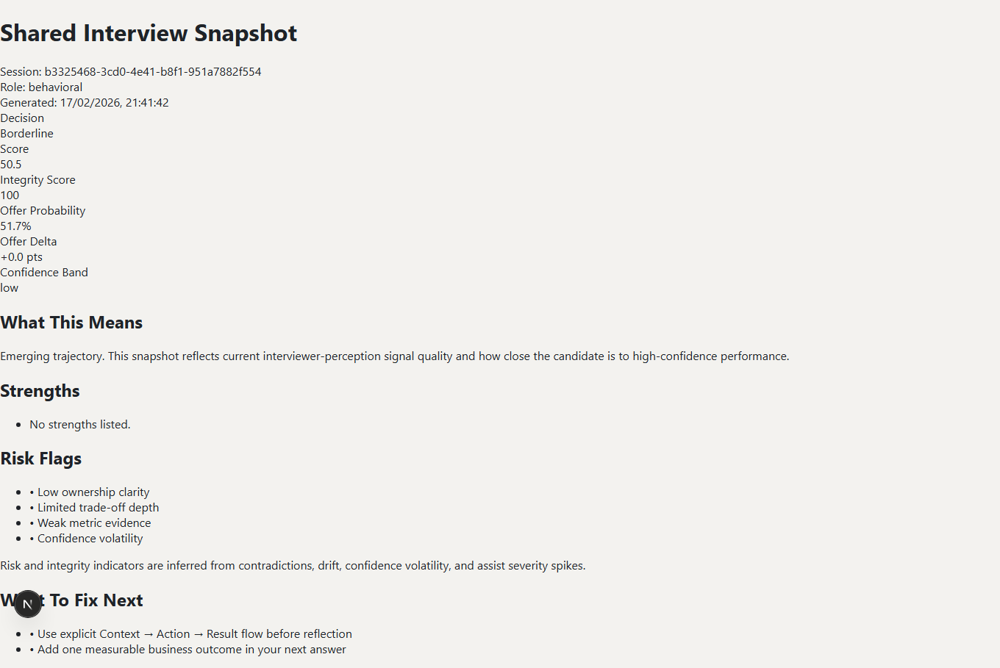 Shared Interview Snapshot
Session: b3325468-3cd0-4e41-b8f1-951a7882f554
Role: behavioral
Generated: 17/02/2026, 21:41:42
Decision
Borderline
Score
50.5
Integrity Score
100
Offer Probability
51.7%
Offer Delta
+0.0 pts
Confidence Band
low
What This Means
Emerging trajectory. This snapshot reflects current interviewer-perception signal quality and how close the candidate is to high-confidence performance.
Strengths
• No strengths listed.
Risk Flags
• • Low ownership clarity
• • Limited trade-off depth
• • Weak metric evidence
• • Confidence volatility
Risk and integrity indicators are inferred from contradictions, drift, confidence volatility, and assist severity spikes.
To Fix Next
N
• • Use explicit Context → Action → Result flow before reflection
• • Add one measurable business outcome in your next answer